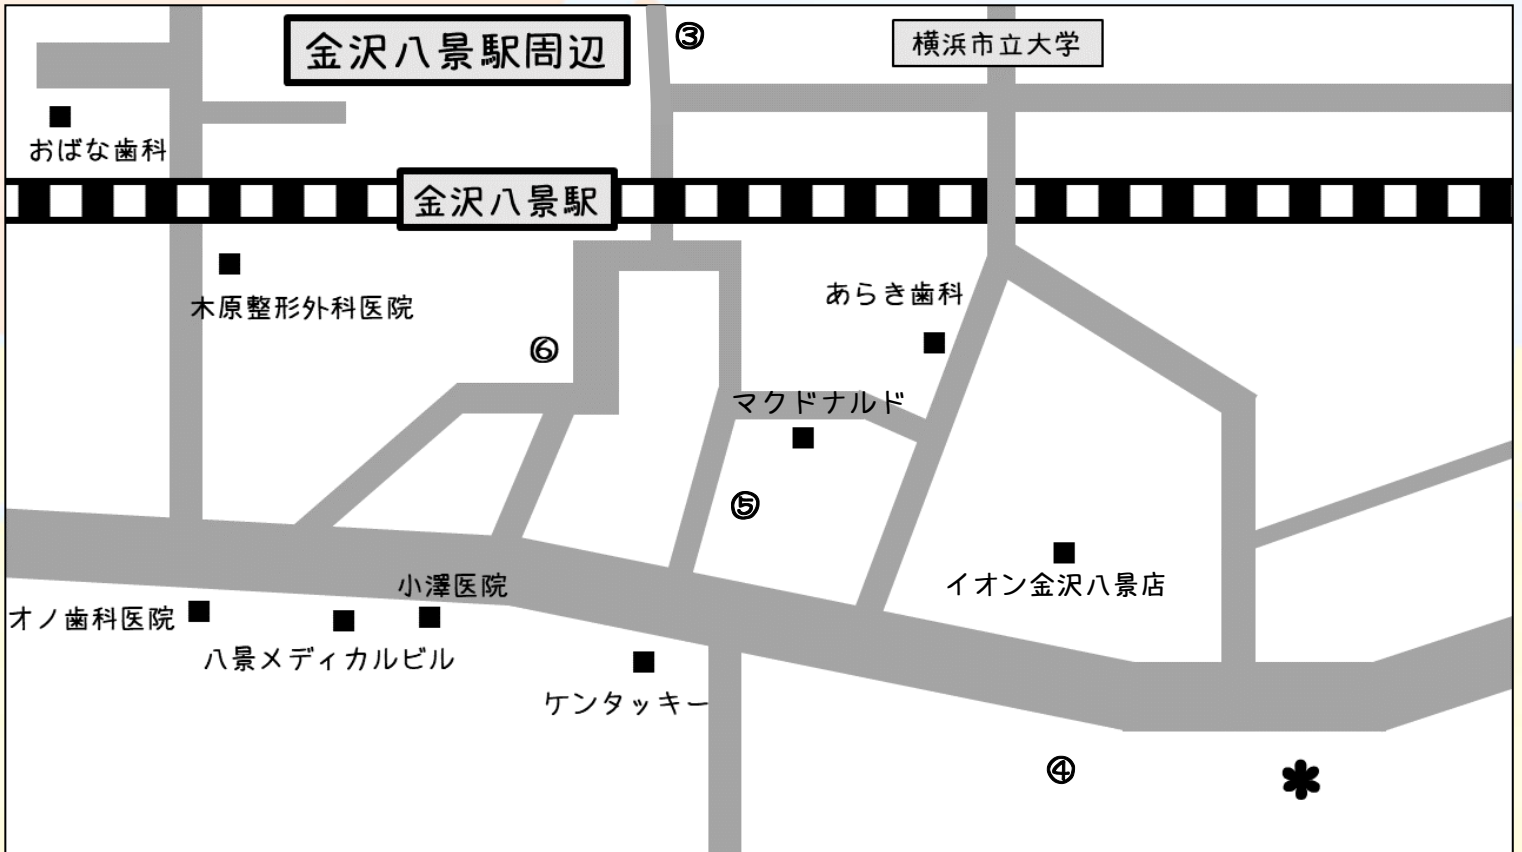 ③
金沢八景駅周辺
横浜市立大学
おばな歯科
金沢八景駅
木原整形外科医院
あらき歯科
⑥
マクドナルド
⑤
イオン金沢八景店
小澤医院
オノ歯科医院
八景メディカルビル
ケンタッキー
④
*